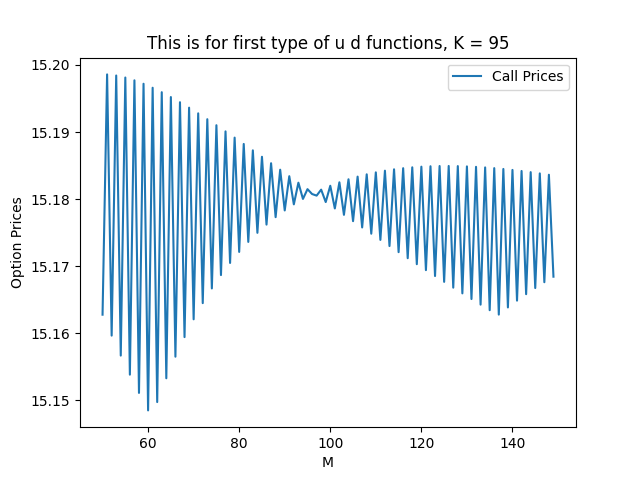 This is for first type of u d functions, K = 95
Call Prices
Option Prices
15.20
15.19
15.18
15.17
15.16
15.15
60 80 100 120 140
M